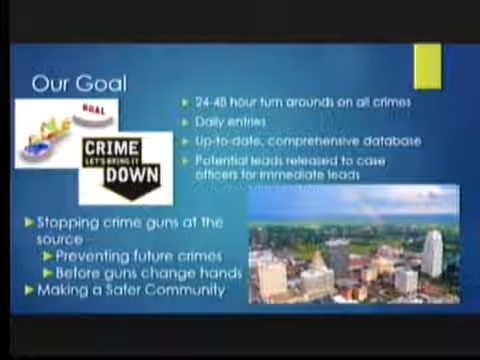 Our Goal
GOAL
CRIME
LET'S BRING IT
DOWN
24-48 hour turn arounds on all crimes
Daily entries
Up-to-date, comprehensive database
Potential leads released to case
officers for immediate leads
Stopping crime guns at the
source
Preventing future crimes
Before guns change hands
Making a Safer Community